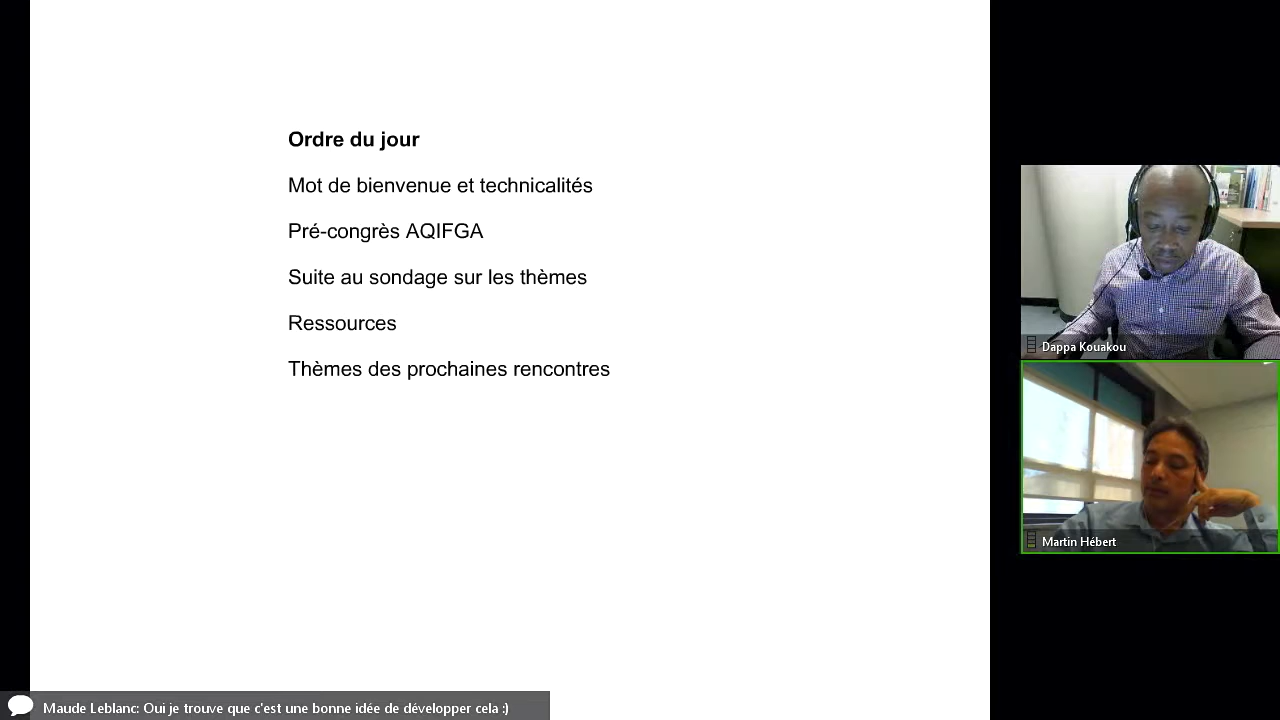 Ordre du jour
Mot de bienvenue et technicalités
Pré-congrès AQIFGA
Suite au sondage sur les thèmes
Ressources
Thèmes des prochaines rencontres
Dappa Kouakou
Martin Hébert
Maude Leblanc: Oui je trouve que c'est une bonne idée de développer cela :)